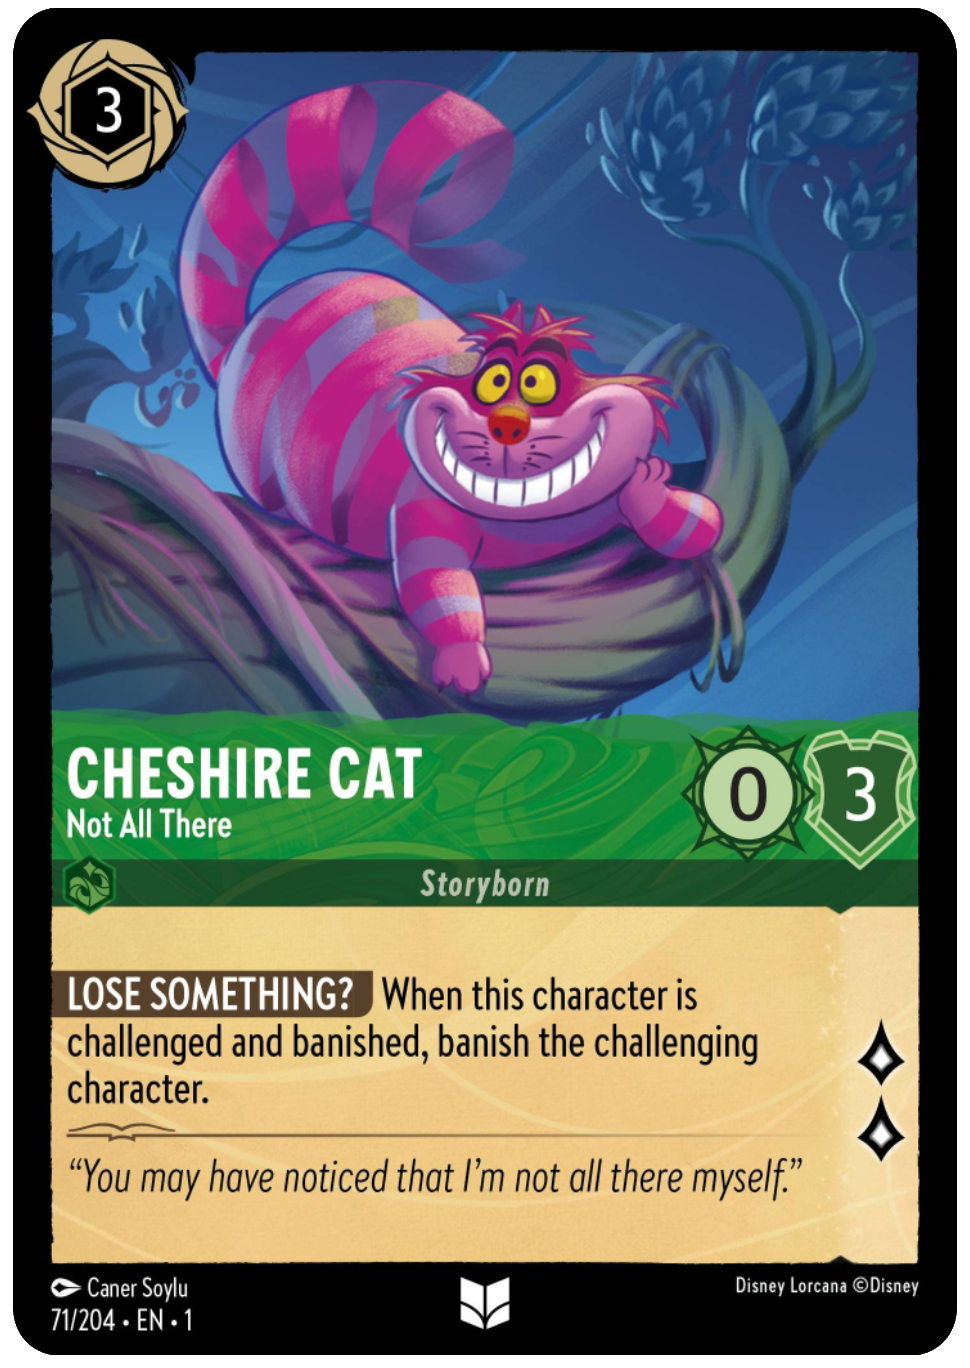 3
CHESHIRE CAT
Not All There
0
3
Storyborn
LOSE SOMETHING? When this character is
challenged and banished, banish the challenging
character.
“You may have noticed that I’m not all there myself.”
Caner Soylu
71/204 • EN • 1
Disney Lorcana ©Disney